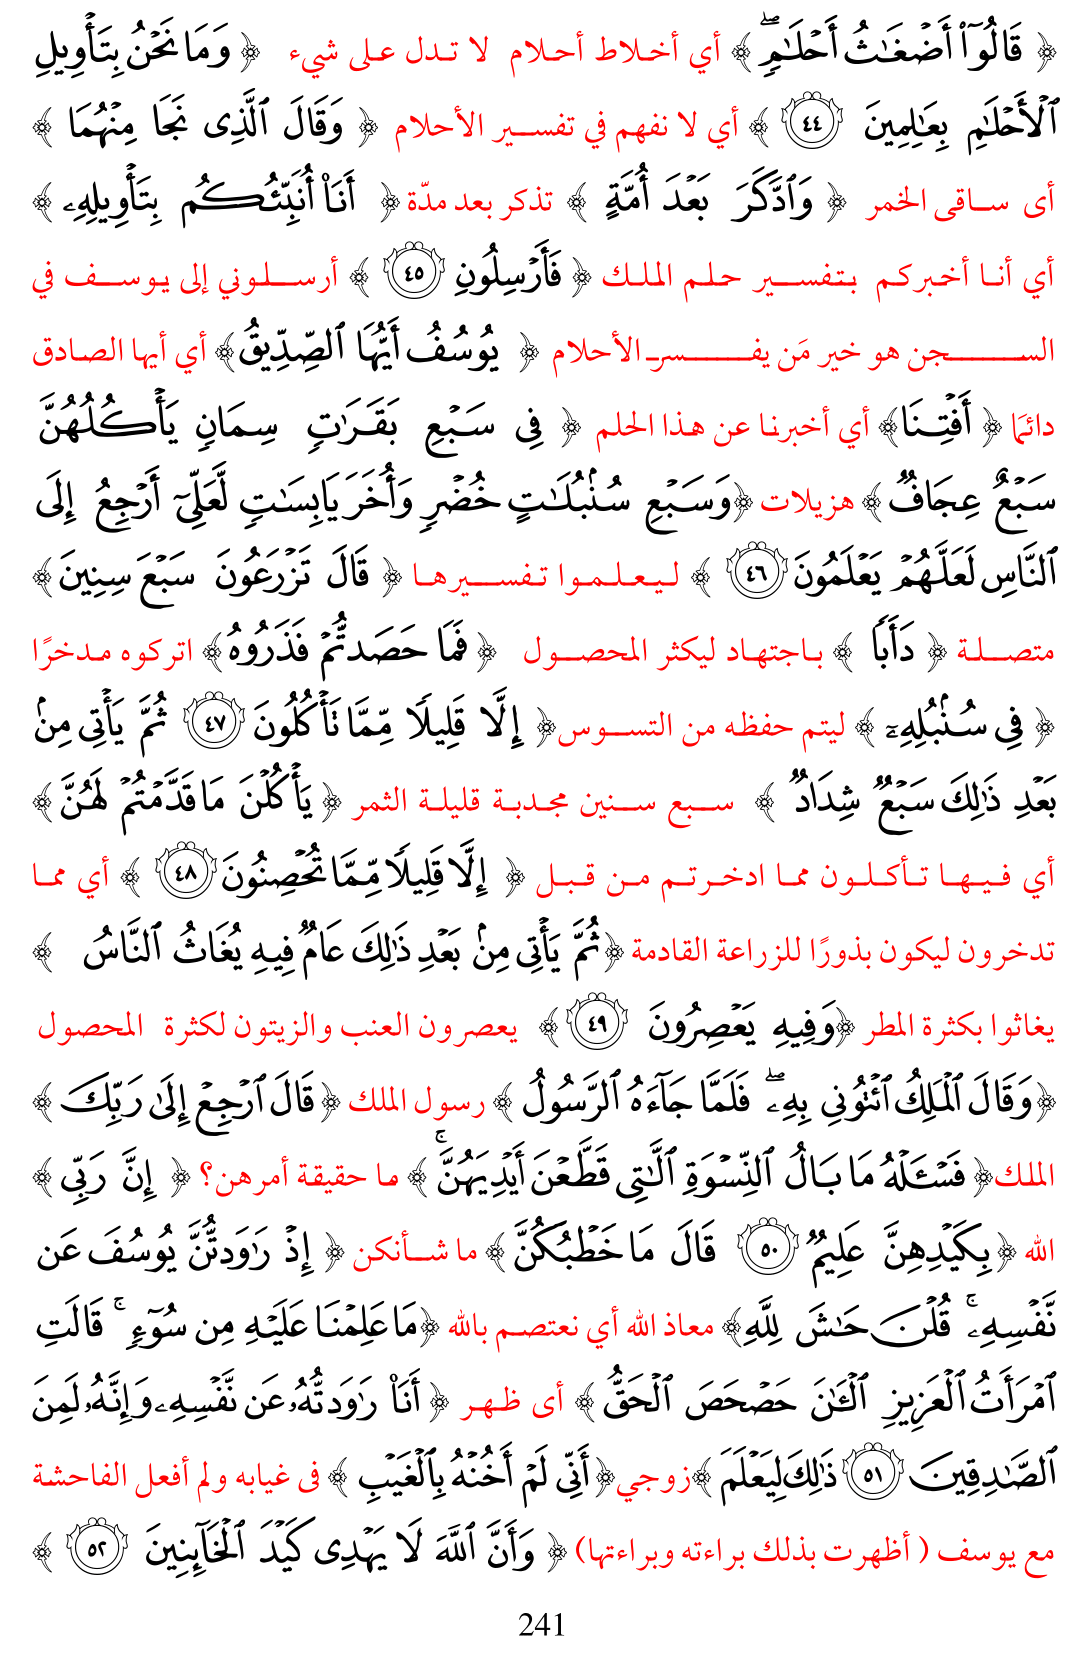 ﴿ قَالُوٓاْ أَضۡغَٰثُ أَحۡلَٰمٖۖ ﴾ أي أخلاط أحلام لا تدل على شيء ﴿ وَمَا نَحۡنُ بِتَأۡوِيلِ
ٱلۡأَحۡلَٰمِ بِعَٰلِمِينَ ٤٤ ﴾ أي لا نفهم في تفسير الأحلام ﴿ وَقَالَ ٱلَّذِي نَجَا مِنۡهُمَا ﴾
أى ساقى الخمر ﴿ وَٱدَّكَرَ بَعۡدَ أُمَّةٍ ﴾ تذكر بعد مدّة ﴿ أَنَا۠ أُنَبِّئُكُم بِتَأۡوِيلِهِۦ ﴾
أي أنا أخبركم بتفسير حلم الملك ﴿ فَأَرۡسِلُونِ ٤٥ ﴾ أرسلوني إلى يوسف في
السجن هو خير مَن يفسر الأحلام ﴿ يُوسُفُ أَيُّهَا ٱلصِّدِّيقُ ﴾ أي أيها الصادق
دائمَا ﴿ أَفۡتِنَا ﴾ أي أخبرنا عن هذا الحلم ﴿ فِي سَبۡعِ بَقَرَٰتٖ سِمَانٖ يَأۡكُلُهُنَّ
سَبۡعٌ عِجَافٞ ﴾ هزيلات ﴿ وَسَبۡعِ سُنۢبُلَٰتٍ خُضۡرٖ وَأُخَرَ يَابِسَٰتٖ لَّعَلِّيٓ أَرۡجِعُ إِلَى
ٱلنَّاسِ لَعَلَّهُمۡ يَعۡلَمُونَ ٤٦ ﴾ ليعلموا تفسيرها ﴿ قَالَ تَزۡرَعُونَ سَبۡعَ سِنِينَ ﴾
متصلة ﴿ دَأَبٗا ﴾ باجتهاد ليكثر المحصول ﴿ فَمَا حَصَدتُّمۡ فَذَرُوهُ ﴾ اتركوه مدخرًا
﴿ فِي سُنۢبُلِهِۦٓ ﴾ ليتم حفظه من التسوس ﴿ إِلَّا قَلِيلٗا مِّمَّا تَأۡكُلُونَ ٤٧ ثُمَّ يَأۡتِي مِنۢ
بَعۡدِ ذَٰلِكَ سَبۡعٞ شِدَادٞ ﴾ سبع سنين مجدبة قليلة الثمر ﴿ يَأۡكُلۡنَ مَا قَدَّمۡتُمۡ لَهُنَّ ﴾
أي فيها تأكلون مما ادخرتم من قبل ﴿ إِلَّا قَلِيلٗا مِّمَّا تُحۡصِنُونَ ٤٨ ﴾ أي مما
تدخرون ليكون بذورًا للزراعة القادمة ﴿ ثُمَّ يَأۡتِي مِنۢ بَعۡدِ ذَٰلِكَ عَامٞ فِيهِ يُغَاثُ ٱلنَّاسُ ﴾
يغاثوا بكثرة المطر ﴿ وَفِيهِ يَعۡصِرُونَ ٤٩ ﴾ يعصرون العنب والزيتون لكثرة المحصول
﴿ وَقَالَ ٱلۡمَلِكُ ٱئۡتُونِي بِهِۦۖ فَلَمَّا جَآءَهُ ٱلرَّسُولُ ﴾ رسول الملك ﴿ قَالَ ٱرۡجِعۡ إِلَىٰ رَبِّكَ ﴾
الملك ﴿ فَسۡـَٔلۡهُ مَا بَالُ ٱلنِّسۡوَةِ ٱلَّٰتِي قَطَّعۡنَ أَيۡدِيَهُنَّۚ ﴾ ما حقيقة أمرهن؟ ﴿ إِنَّ رَبِّي ﴾
الله ﴿ بِكَيۡدِهِنَّ عَلِيمٞ ٥٠ قَالَ مَا خَطۡبُكُنَّ ﴾ ما شأنكن ﴿ إِذۡ رَٰوَدتُّنَّ يُوسُفَ عَن
نَّفۡسِهِۦۚ قُلۡنَ حَٰشَ لِلَّهِ ﴾ معاذ الله أي نعتصم بالله ﴿ مَا عَلِمۡنَا عَلَيۡهِ مِن سُوٓءٖۚ قَالَتِ
ٱمۡرَأَتُ ٱلۡعَزِيزِ ٱلۡـَٰٔنَ حَصۡحَصَ ٱلۡحَقُّ ﴾ أى ظهر ﴿ أَنَا۠ رَٰوَدتُّهُۥ عَن نَّفۡسِهِۦ وَإِنَّهُۥ لَمِنَ
ٱلصَّٰدِقِينَ ٥١ ذَٰلِكَ لِيَعۡلَمَ ﴾ زوجي ﴿ أَنِّي لَمۡ أَخُنۡهُ بِٱلۡغَيۡبِ ﴾ فى غيابه ولم أفعل الفاحشة
مع يوسف ( أظهرت بذلك براءته وبراءتها) ﴿ وَأَنَّ ٱللَّهَ لَا يَهۡدِي كَيۡدَ ٱلۡخَآئِنِينَ ٥٢ ﴾
241